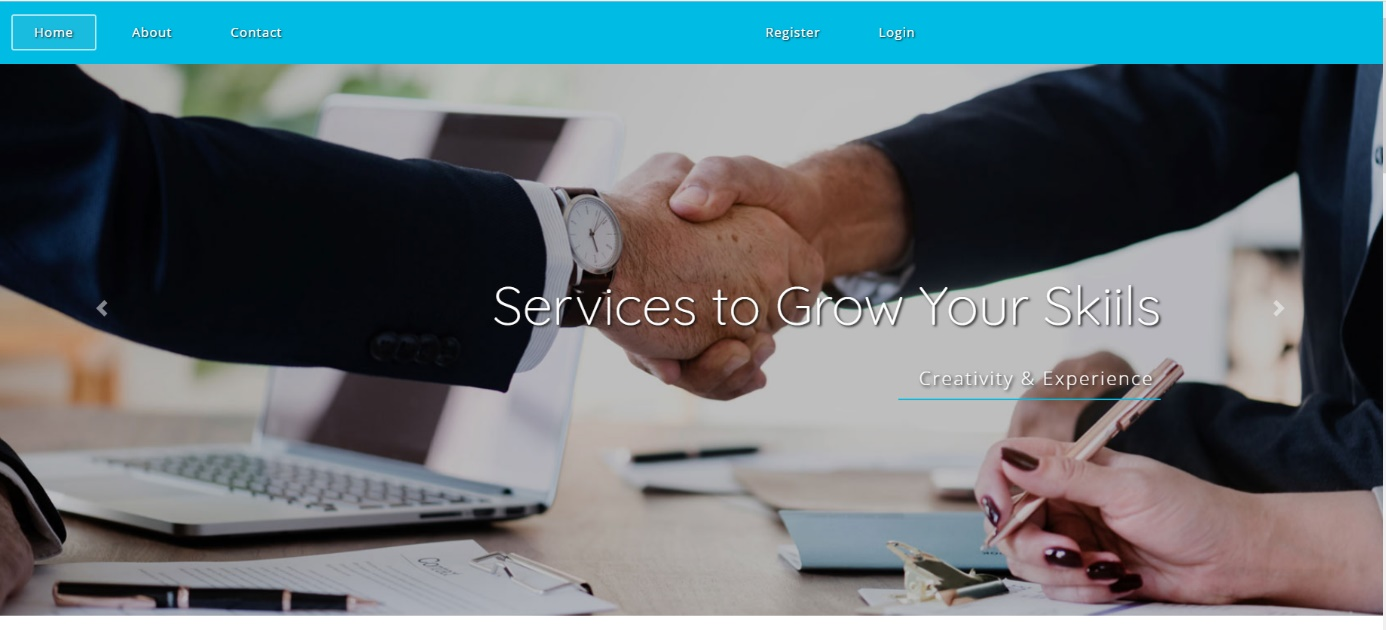 Home About Contact Register Login
Services to Grow Your Skiils
Creativity & Experience